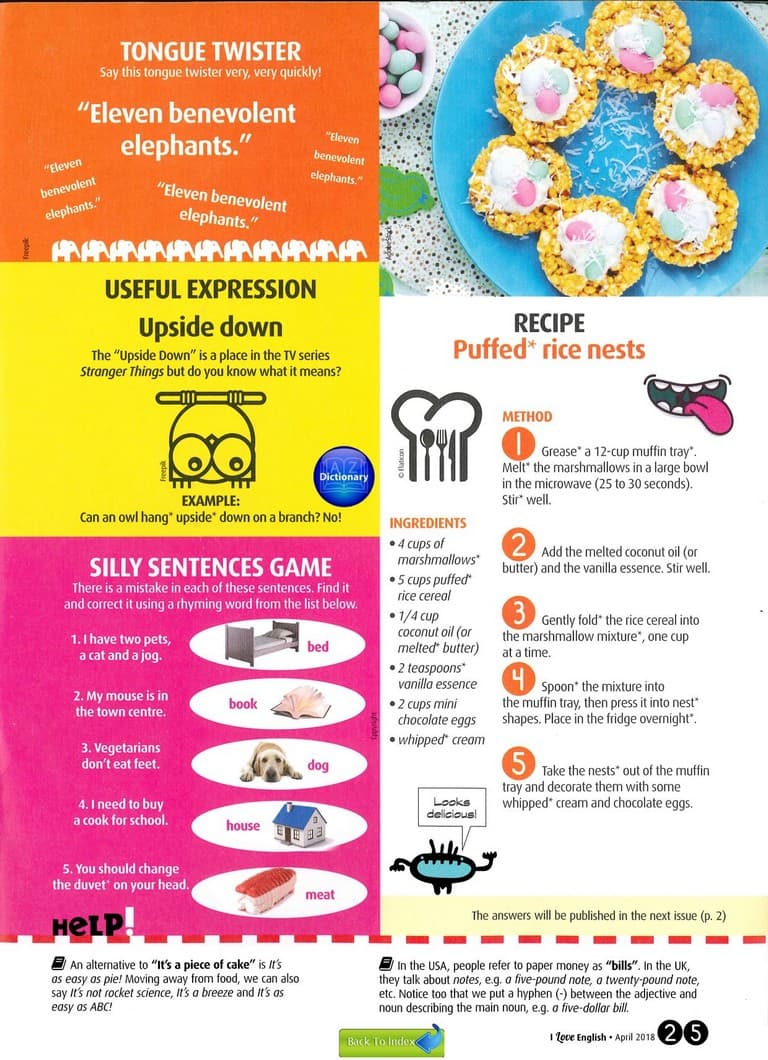 TONGUE TWISTER
Say this tongue twister very, very quickly!
“Eleven benevolent
elephants.”
“Eleven
benevolent
elephants.”
“Eleven benevolent
elephants.”
“Eleven
benevolent
elephants.”
Freepik
USEFUL EXPRESSION
Upside down
The “Upside Down” is a place in the TV series
Stranger Things but do you know what it means?
Freepik
A Z
Dictionary
EXAMPLE:
Can an owl hang* upside* down on a branch? No!
SILLY SENTENCES GAME
There is a mistake in each of these sentences. Find it
and correct it using a rhyming word from the list below.
1. I have two pets,
a cat and a jog.
bed
2. My mouse is in
the town centre.
book
3. Vegetarians
don’t eat feet.
dog
4. I need to buy
a cook for school.
house
5. You should change
the duvet* on your head.
meat
RECIPE
Puffed* rice nests
© Flaticon
INGREDIENTS
• 4 cups of
marshmallows*
• 5 cups puffed*
rice cereal
• 1/4 cup
coconut oil (or
melted* butter)
• 2 teaspoons*
vanilla essence
• 2 cups mini
chocolate eggs
• whipped* cream
METHOD
1 Grease* a 12-cup muffin tray*.
Melt* the marshmallows in a large bowl
in the microwave (25 to 30 seconds).
Stir* well.
2 Add the melted coconut oil (or
butter) and the vanilla essence. Stir well.
3 Gently fold* the rice cereal into
the marshmallow mixture*, one cup
at a time.
4 Spoon* the mixture into
the muffin tray, then press it into nest*
shapes. Place in the fridge overnight*.
5 Take the nests* out of the muffin
tray and decorate them with some
whipped* cream and chocolate eggs.
Looks
delicious!
The answers will be published in the next issue (p. 2)
HeLP!
An alternative to “It’s a piece of cake” is It’s
as easy as pie! Moving away from food, we can also
say It’s not rocket science, It’s a breeze and It’s as
easy as ABC!
In the USA, people refer to paper money as “bills”. In the UK,
they talk about notes, e.g. a five-pound note, a twenty-pound note,
etc. Notice too that we put a hyphen (-) between the adjective and
noun describing the main noun, e.g. a five-dollar bill.
Back To Index
I Love English • April 2018 25